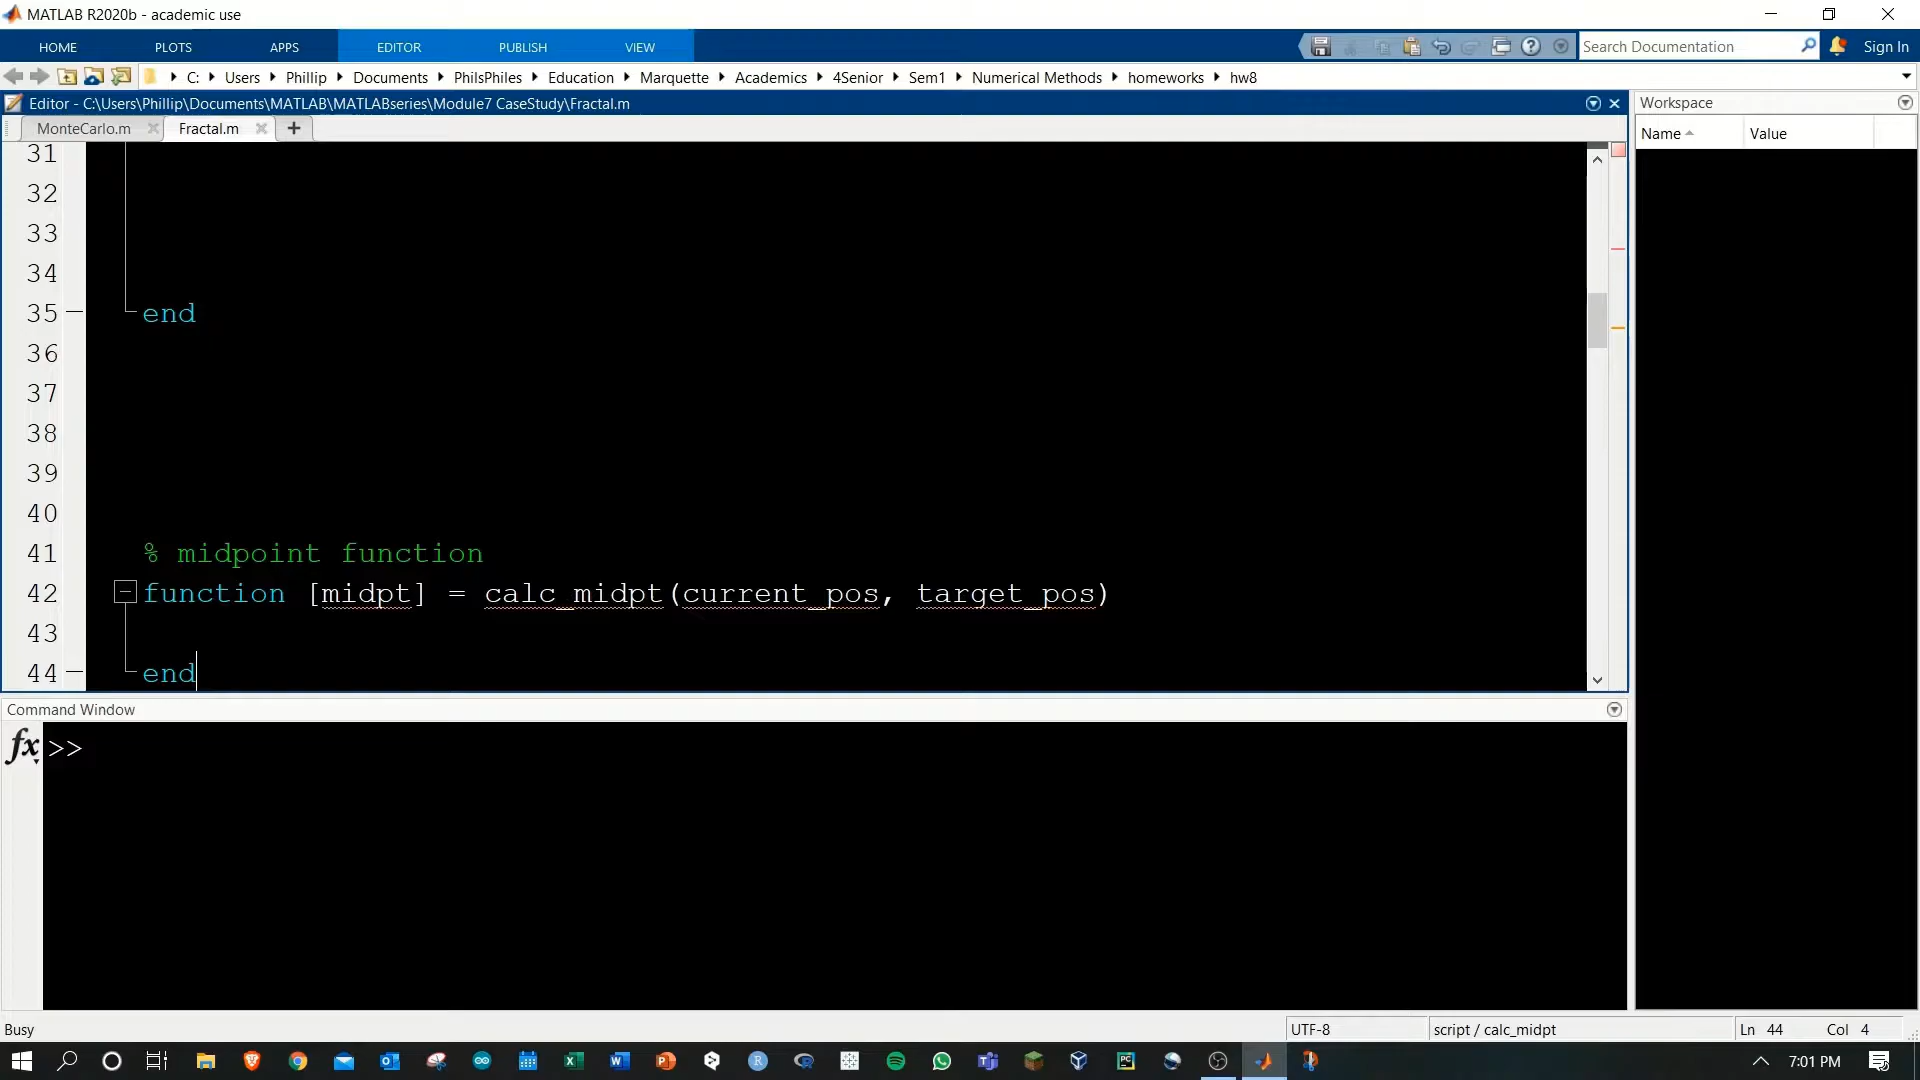 MATLAB R2020b - academic use
HOME PLOTS APPS EDITOR PUBLISH VIEW Search Documentation Sign In
C: Users Phillip Documents PhilsPhiles Education Marquette Academics 4Senior Sem1 Numerical Methods homeworks hw8
Editor - C:\Users\Phillip\Documents\MATLAB\MATLABseries\Module7 CaseStudy\Fractal.m
Workspace
MonteCarlo.m Fractal.m
Name Value
31
32
33
34
35 end
36
37
38
39
40
41 % midpoint function
42 function [midpt] = calc_midpt(current_pos, target_pos)
43
44 end
Command Window
fx >>
Busy UTF-8 script / calc_midpt Ln 44 Col 4
7:01 PM